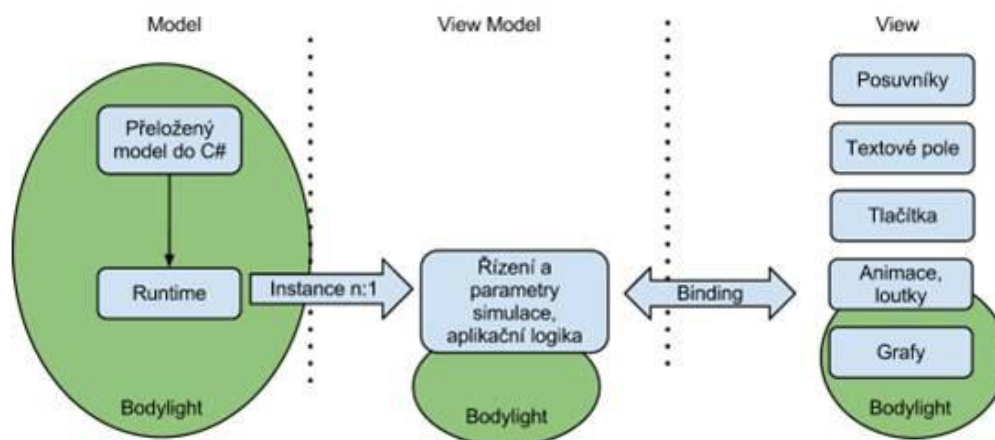 Model
View Model
View
Přeložený
model do C#
Runtime
Bodylight
Instance n:1
Řízení a
parametry
simulace,
aplikační logika
Bodylight
Binding
Posuvníky
Textové pole
Tlačítka
Animace,
loutky
Grafy
Bodylight